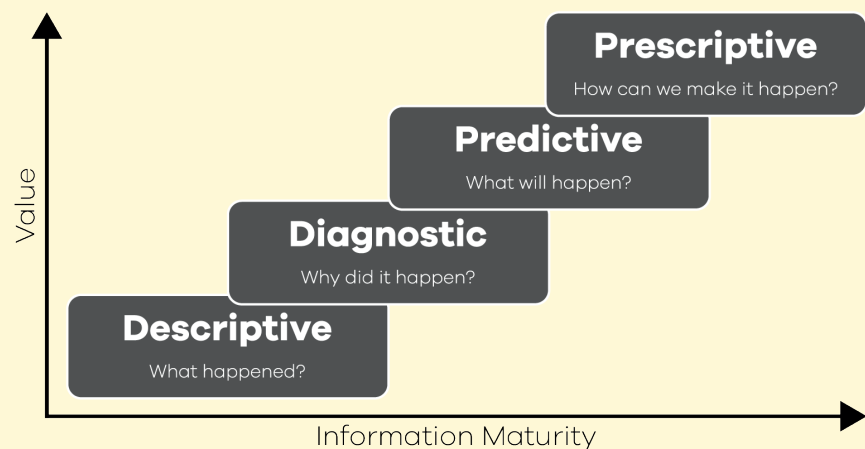 Prescriptive
How can we make it happen?
Predictive
What will happen?
Diagnostic
Why did it happen?
Descriptive
What happened?
Value
Information Maturity